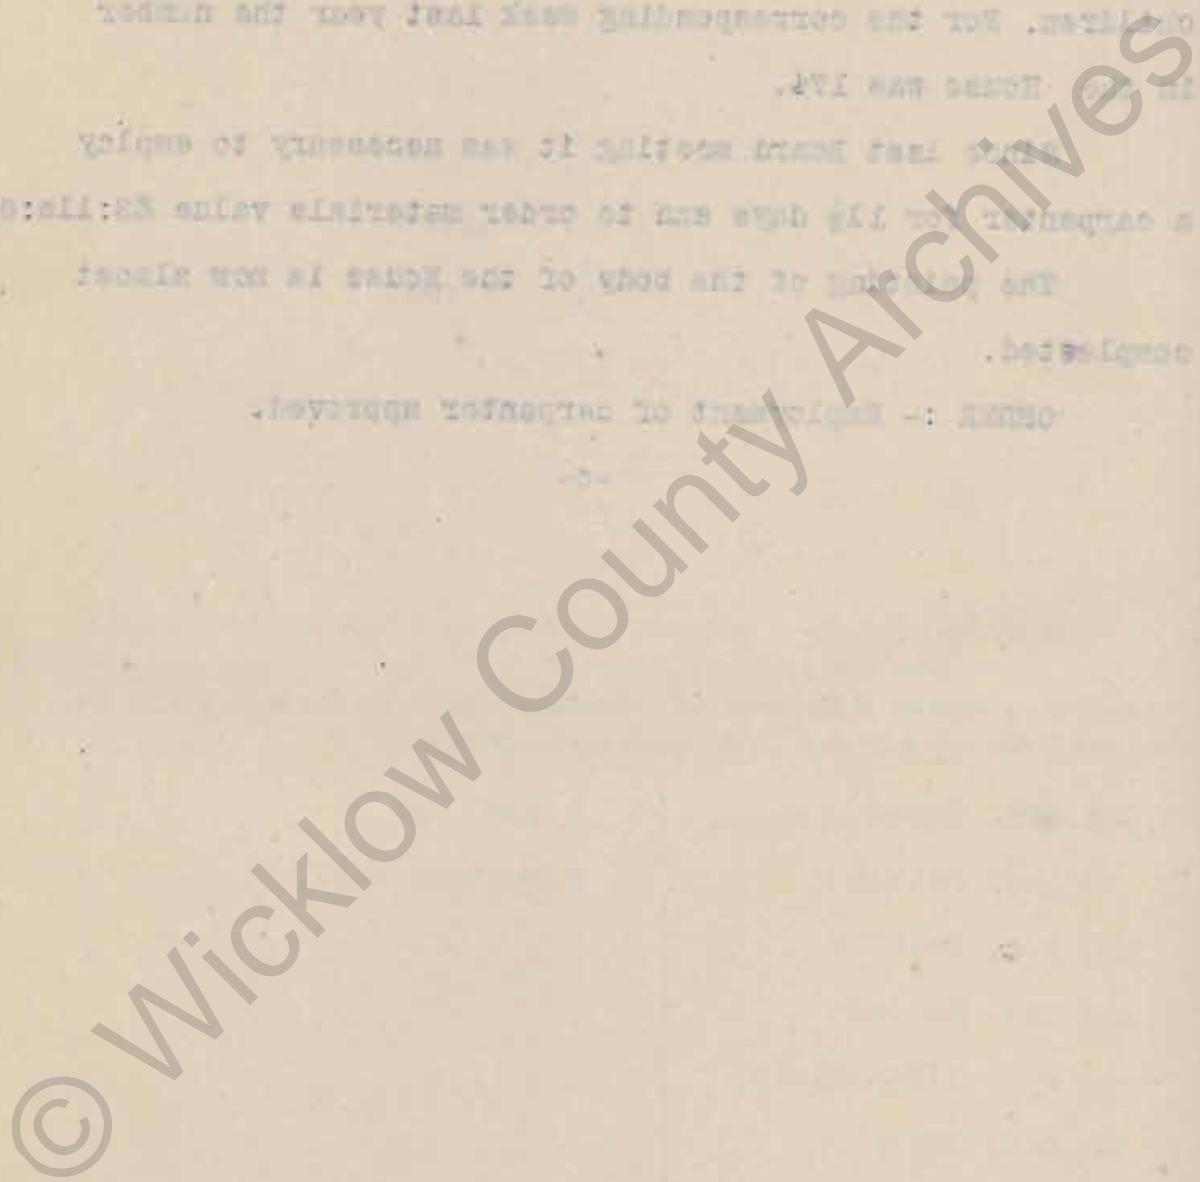 children. For the corresponding week last year the number
in the House was 174.
Since last Board meeting it was necessary to employ
a carpenter for 11½ days and to order materials value
The painting of the body of the House is now almost
completed.
ORDER :- Employment of carpenter approved.
© Wicklow County Archives